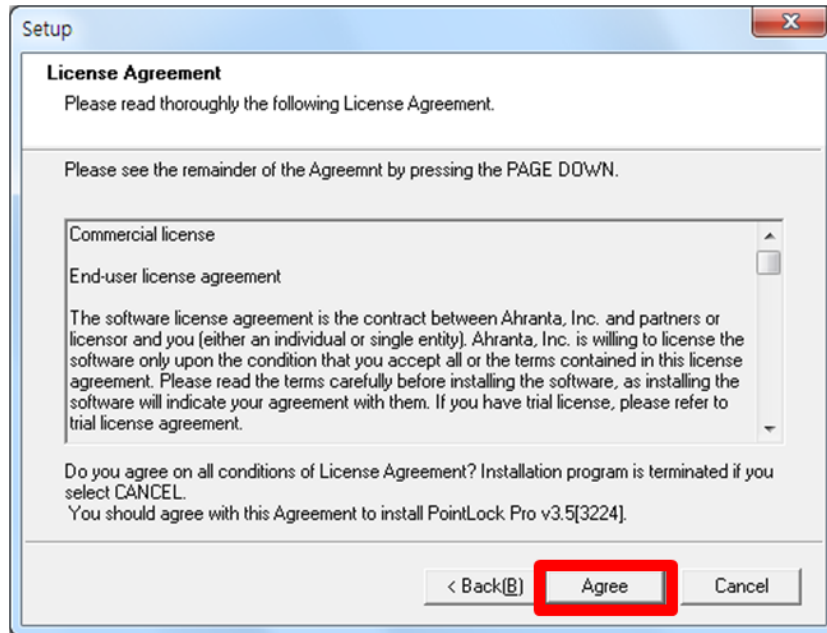 Setup
License Agreement
Please read thoroughly the following License Agreement.
Please see the remainder of the Agreemnt by pressing the PAGE DOWN.
Commercial license
End-user license agreement
The software license agreement is the contract between Ahranta, Inc. and partners or
licensor and you (either an individual or single entity). Ahranta, Inc. is willing to license the
software only upon the condition that you accept all or the terms contained in this license
agreement. Please read the terms carefully before installing the software, as installing the
software will indicate your agreement with them. If you have trial license, please refer to
trial license agreement.
Do you agree on all conditions of License Agreement? Installation program is terminated if you
select CANCEL.
You should agree with this Agreement to install PointLock Pro v3.5[3224].
< Back(B) Agree Cancel